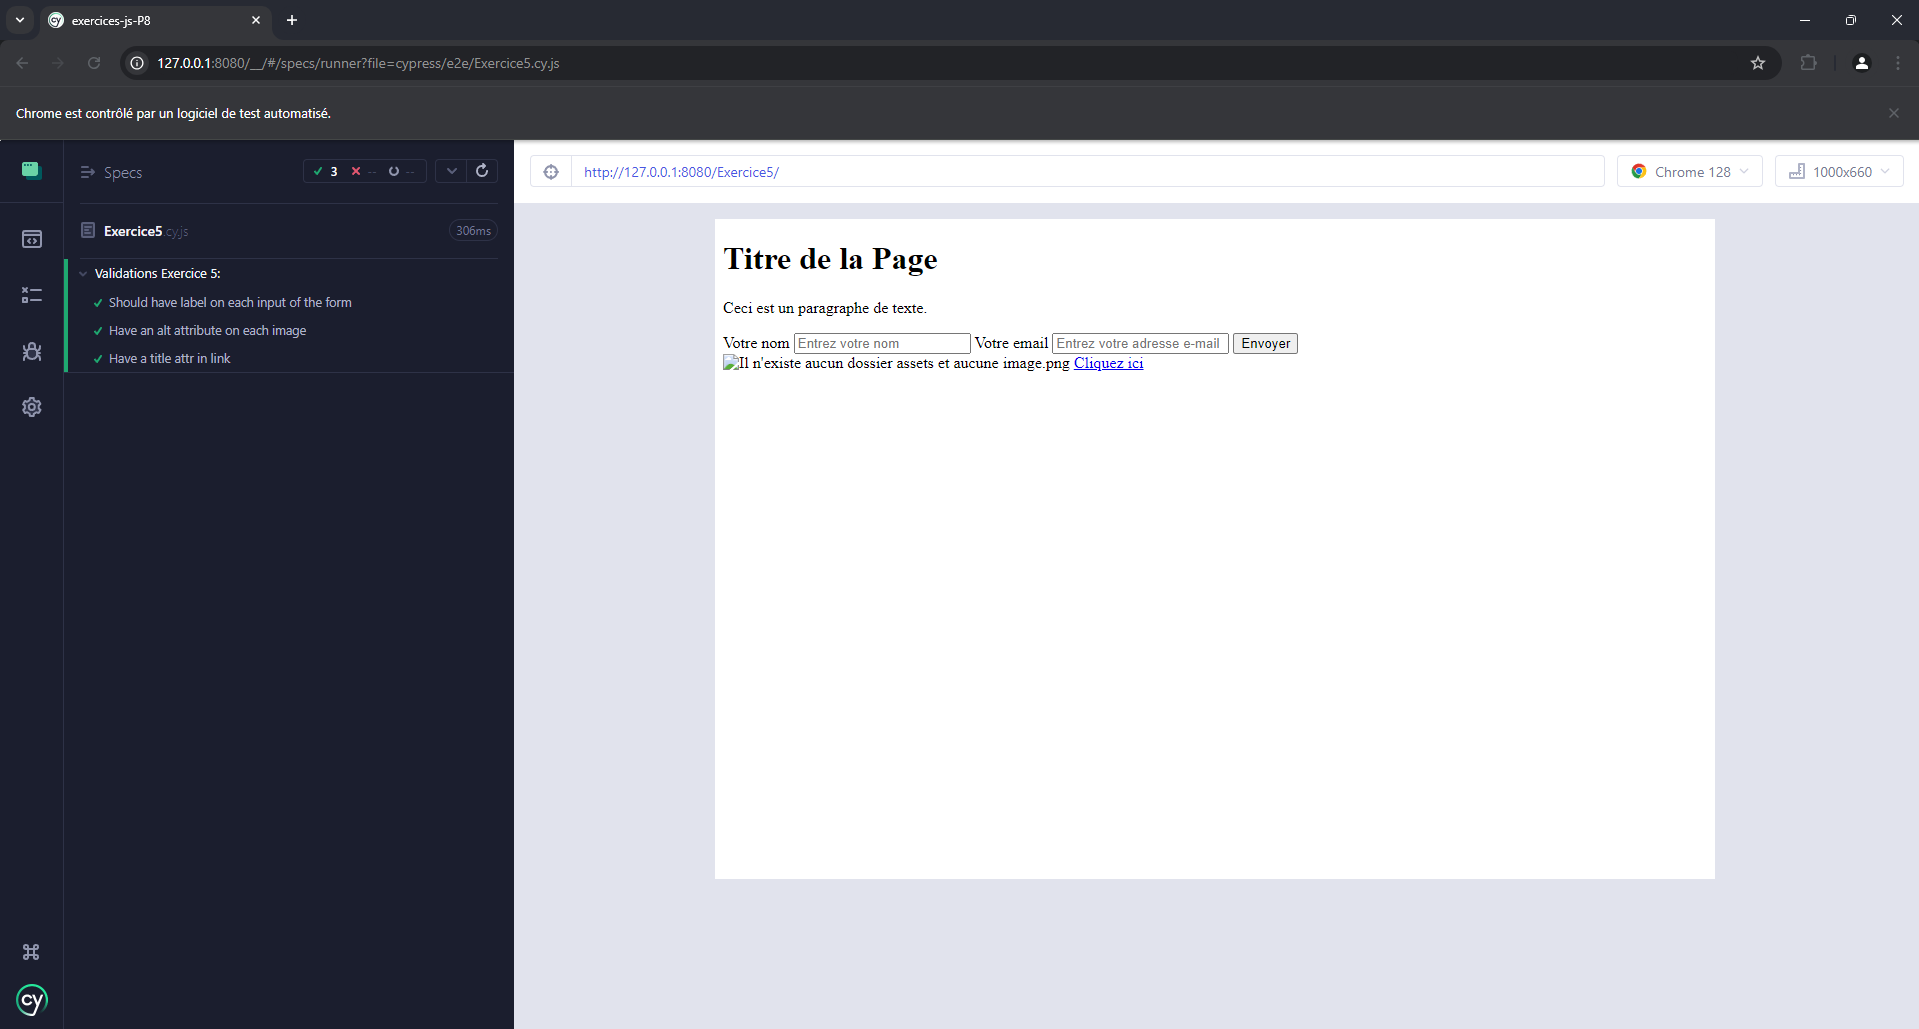 exercices-js-P8
127.0.0.1:8080/__/#/specs/runner?file=cypress/e2e/Exercice5.cy.js
Chrome est contrôlé par un logiciel de test automatisé.
Specs
3 -- --
Exercice5.cy.js 306ms
Validations Exercice 5:
Should have label on each input of the form
Have an alt attribute on each image
Have a title attr in link
cy
http://127.0.0.1:8080/Exercice5/
Chrome 128
1000x660
Titre de la Page
Ceci est un paragraphe de texte.
Votre nom Entrez votre nom Votre email Entrez votre adresse e-mail Envoyer
Il n'existe aucun dossier assets et aucune image.png Cliquez ici